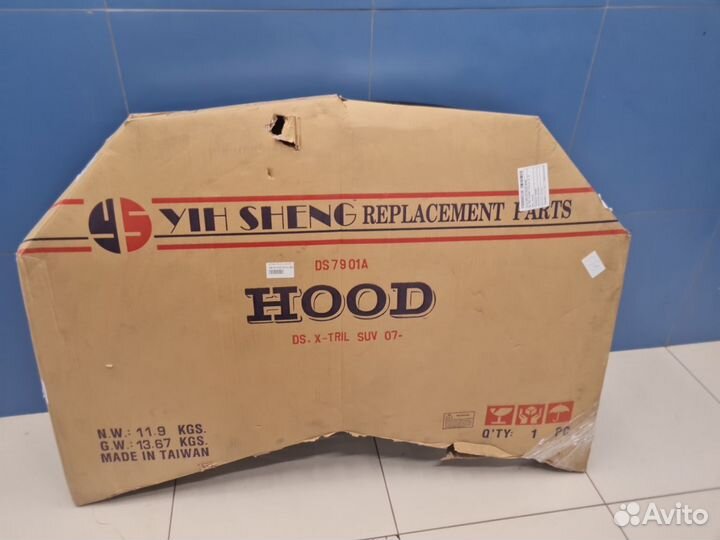 YS YIH SHENG REPLACEMENT PARTS
DS7901A
HOOD
DS. X-TRIL SUV 07-
N.W.: 11.9 KGS.
G.W.: 13.67 KGS.
MADE IN TAIWAN
Q'TY: 1 PC
Avito